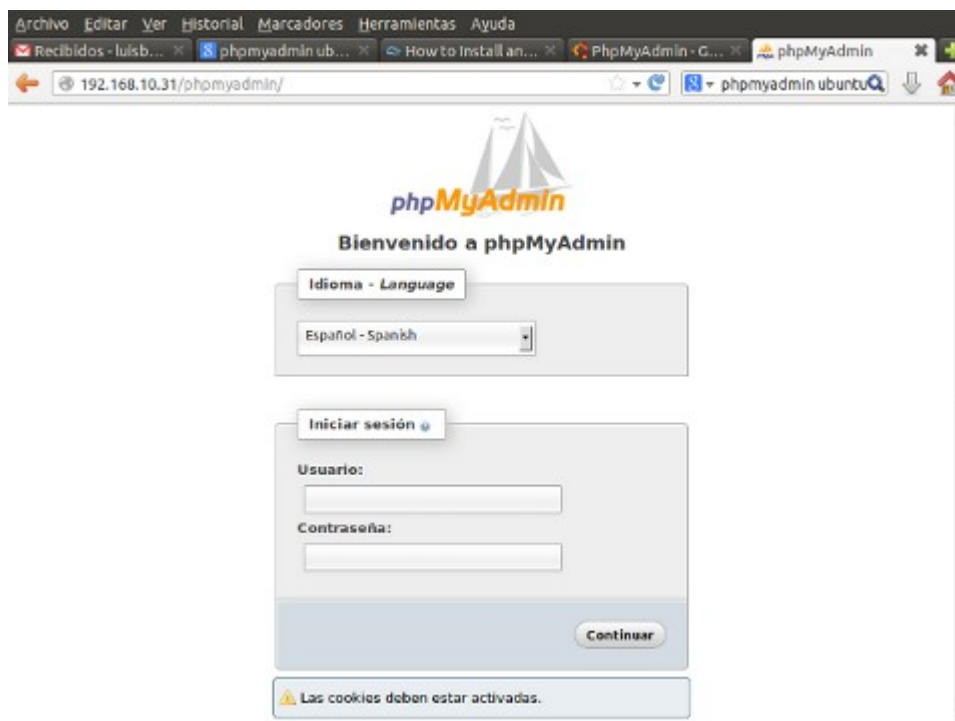 Archivo Editar Ver Historial Marcadores Herramientas Ayuda
Recibidos - luisb... phpmyadmin ub... How to Install an... PhpMyAdmin - G... phpMyAdmin
192.168.10.31/phpmyadmin/ phpmyadmin ubuntu
phpMyAdmin
Bienvenido a phpMyAdmin
Idioma - Language
Español - Spanish
Iniciar sesión
Usuario:
Contraseña:
Continuar
Las cookies deben estar activadas.